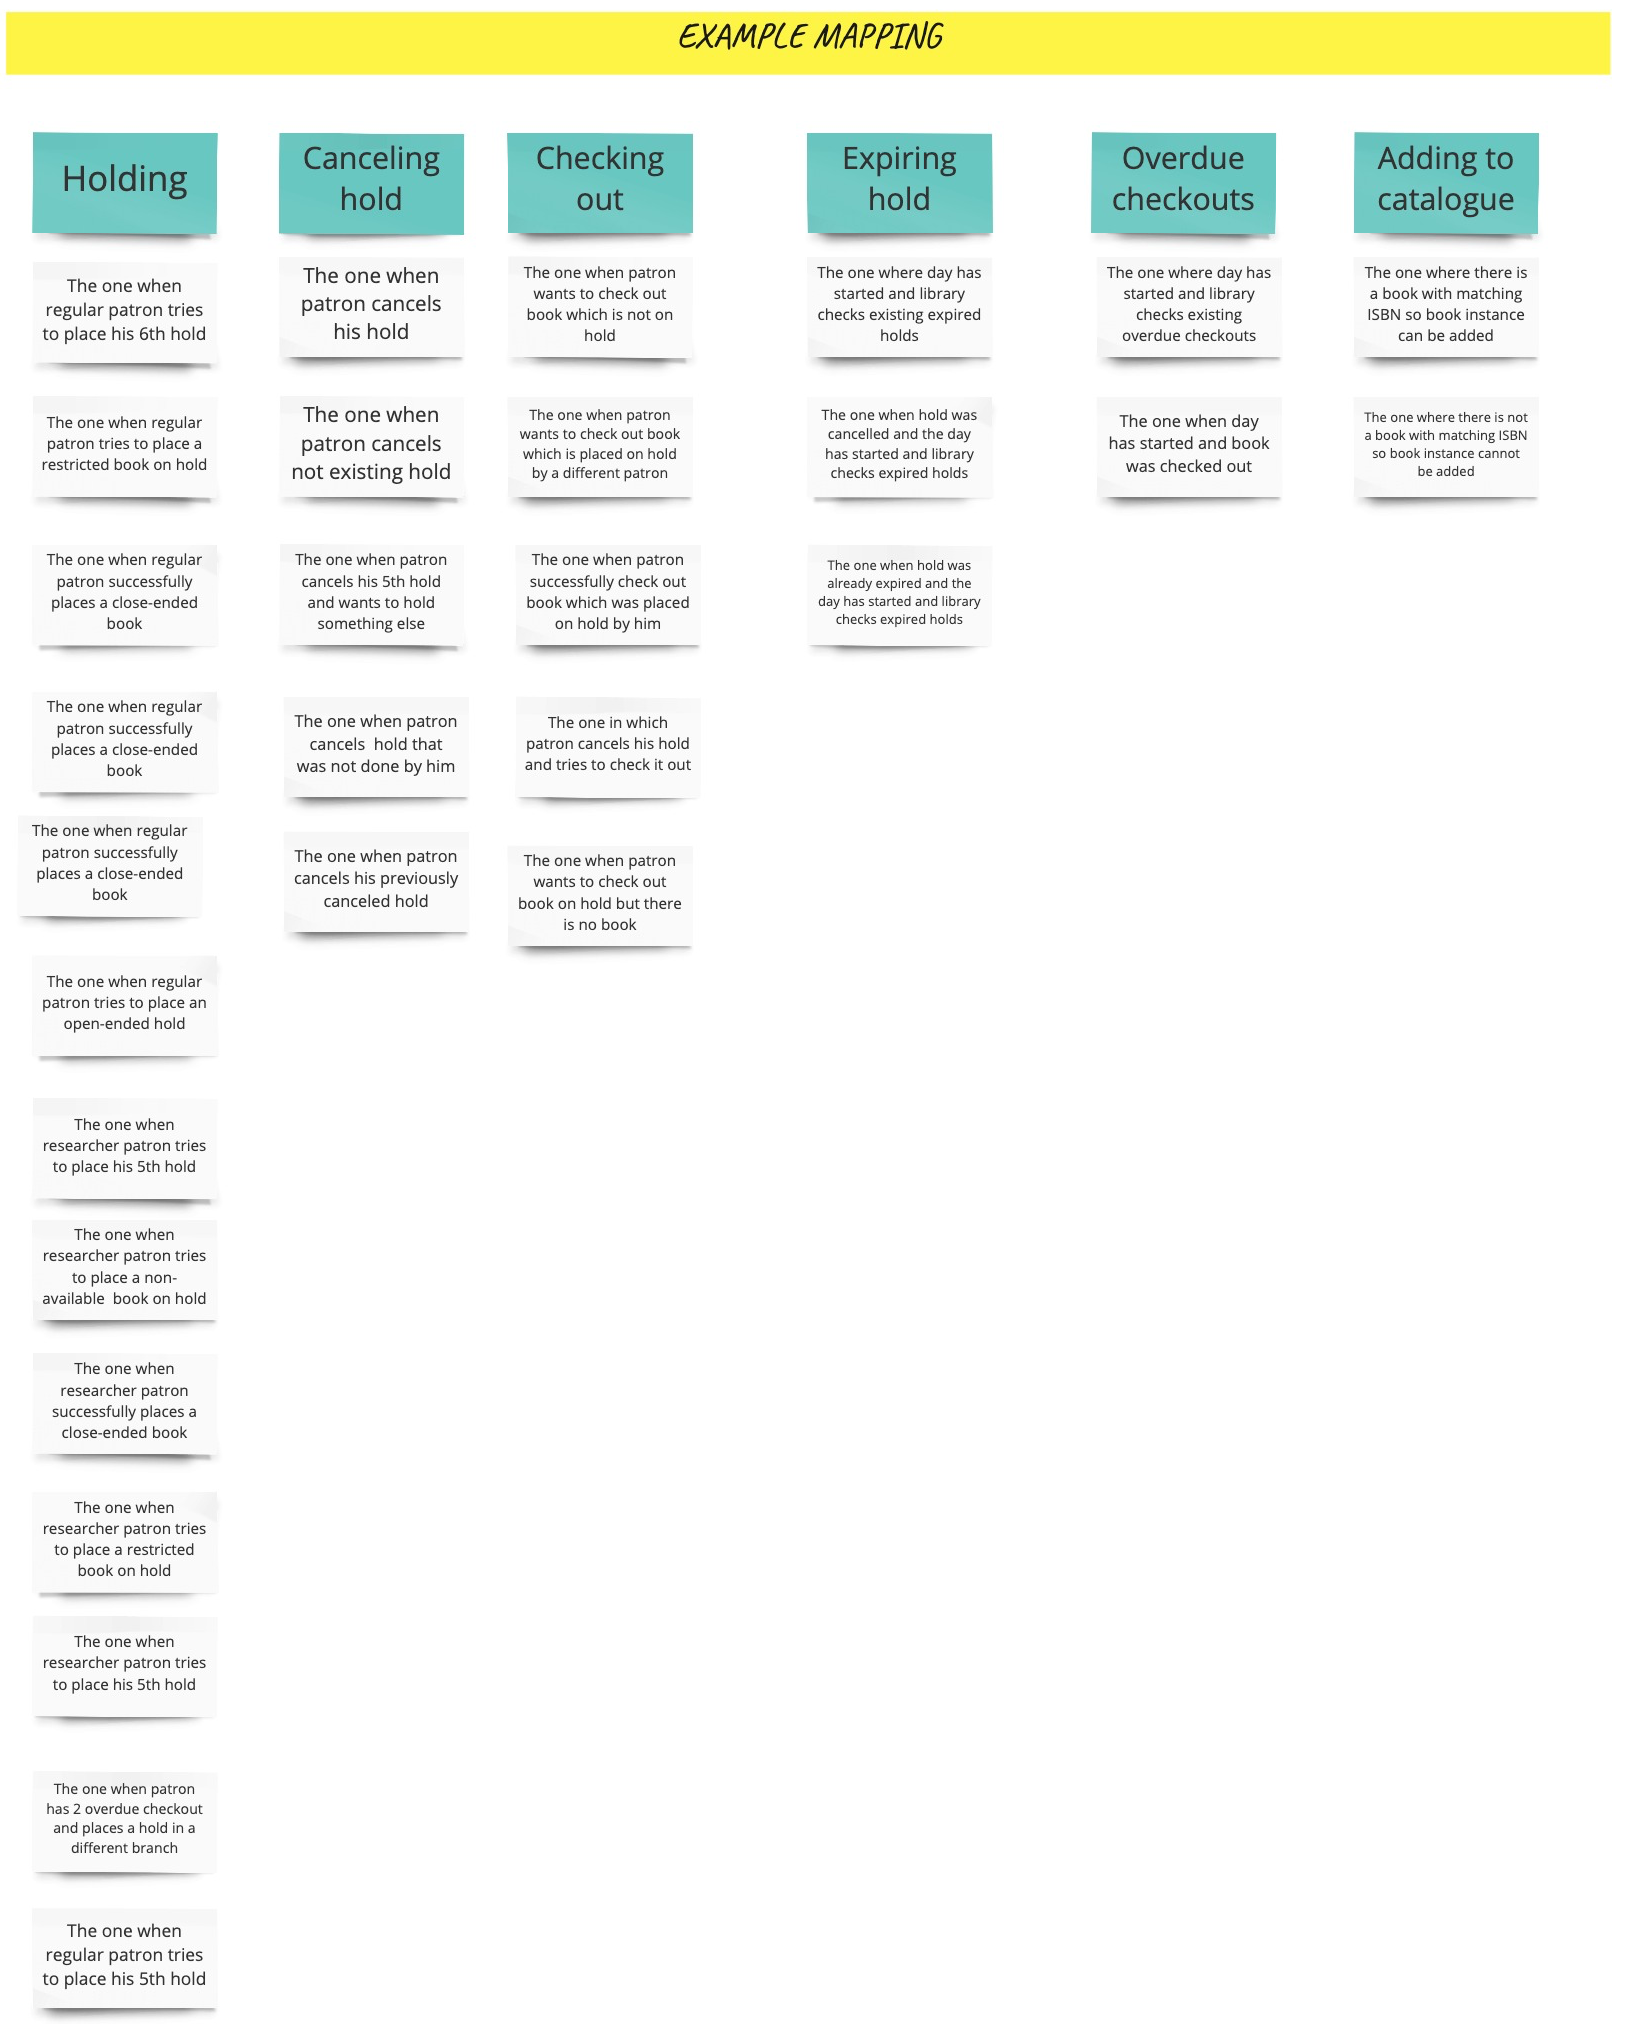 EXAMPLE MAPPING
Holding
The one when
regular patron tries
to place his 6th hold
The one when regular
patron tries to place a
restricted book on hold
The one when regular
patron successfully
places a close-ended
book
The one when regular
patron successfully
places a close-ended
book
The one when regular
patron successfully
places a close-ended
book
The one when regular
patron tries to place an
open-ended hold
The one when
researcher patron tries
to place his 5th hold
The one when
researcher patron tries
to place a non-
available  book on hold
The one when
researcher patron
successfully places a
close-ended book
The one when
researcher patron tries
to place a restricted
book on hold
The one when
researcher patron tries
to place his 5th hold
The one when patron
has 2 overdue checkout
and places a hold in a
different branch
The one when
regular patron tries
to place his 5th hold
Canceling
hold
The one when
patron cancels
his hold
The one when
patron cancels
not existing hold
The one when patron
cancels his 5th hold
and wants to hold
something else
The one when patron
cancels  hold that
was not done by him
The one when patron
cancels his previously
canceled hold
Checking
out
The one when patron
wants to check out
book which is not on
hold
The one when patron
wants to check out book
which is placed on hold
by a different patron
The one when patron
successfully check out
book which was placed
on hold by him
The one in which
patron cancels his hold
and tries to check it out
The one when patron
wants to check out
book on hold but there
is no book
Expiring
hold
The one where day has
started and library
checks existing expired
holds
The one when hold was
cancelled and the day
has started and library
checks expired holds
The one when hold was
already expired and the
day has started and library
checks expired holds
Overdue
checkouts
The one where day has
started and library
checks existing
overdue checkouts
The one when day
has started and book
was checked out
Adding to
catalogue
The one where there is
a book with matching
ISBN so book instance
can be added
The one where there is not
a book with matching ISBN
so book instance cannot
be added